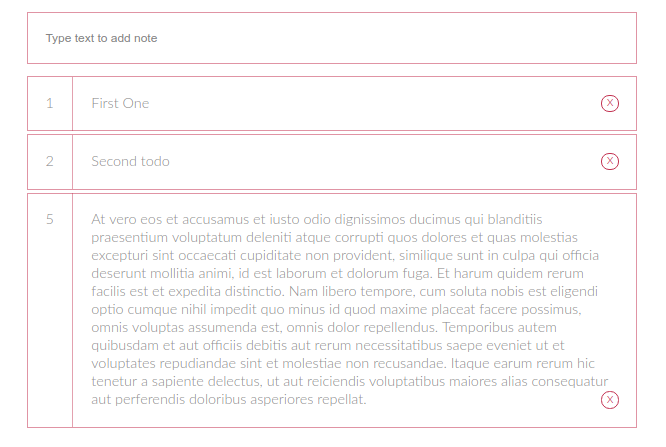 Type text to add note
1 First One X
2 Second todo X
5 At vero eos et accusamus et iusto odio dignissimos ducimus qui blanditiis
praesentium voluptatum deleniti atque corrupti quos dolores et quas molestias
excepturi sint occaecati cupiditate non provident, similique sunt in culpa qui officia
deserunt mollitia animi, id est laborum et dolorum fuga. Et harum quidem rerum
facilis est et expedita distinctio. Nam libero tempore, cum soluta nobis est eligendi
optio cumque nihil impedit quo minus id quod maxime placeat facere possimus,
omnis voluptas assumenda est, omnis dolor repellendus. Temporibus autem
quibusdam et aut officiis debitis aut rerum necessitatibus saepe eveniet ut et
voluptates repudiandae sint et molestiae non recusandae. Itaque earum rerum hic
tenetur a sapiente delectus, ut aut reiciendis voluptatibus maiores alias consequatur
aut perferendis doloribus asperiores repellat. X